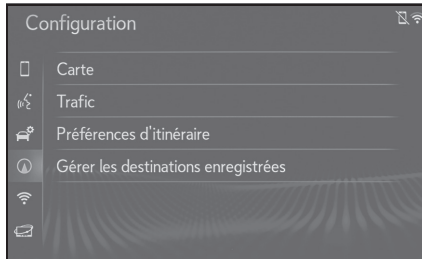 Configuration
Carte
Trafic
Préférences d'itinéraire
Gérer les destinations enregistrées